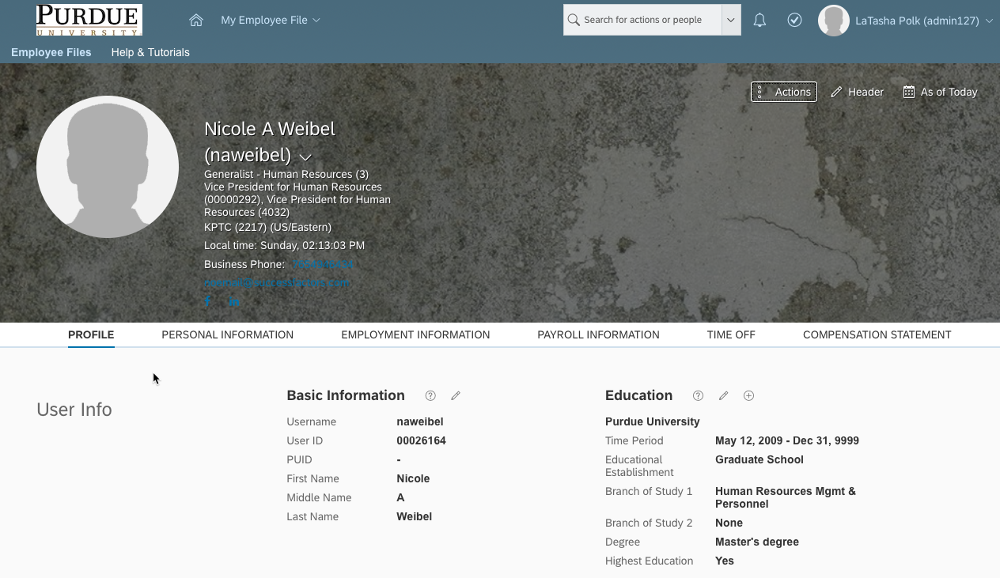 PURDUE
UNIVERSITY
My Employee File
Search for actions or people
LaTasha Polk (admin127)
Employee Files
Help & Tutorials
Actions
Header
As of Today
Nicole A Weibel
(naweibel)
Generalist - Human Resources (3)
Vice President for Human Resources
(00000292), Vice President for Human
Resources (4032)
KPTC (2217) (US/Eastern)
Local time: Sunday, 02:13:03 PM
Business Phone:
PROFILE
PERSONAL INFORMATION
EMPLOYMENT INFORMATION
PAYROLL INFORMATION
TIME OFF
COMPENSATION STATEMENT
User Info
Basic Information
Username naweibel
User ID 00026164
PUID -
First Name Nicole
Middle Name A
Last Name Weibel
Education
Purdue University
Time Period May 12, 2009 - Dec 31, 9999
Educational Graduate School
Establishment
Branch of Study 1 Human Resources Mgmt &
Personnel
Branch of Study 2 None
Degree Master's degree
Highest Education Yes